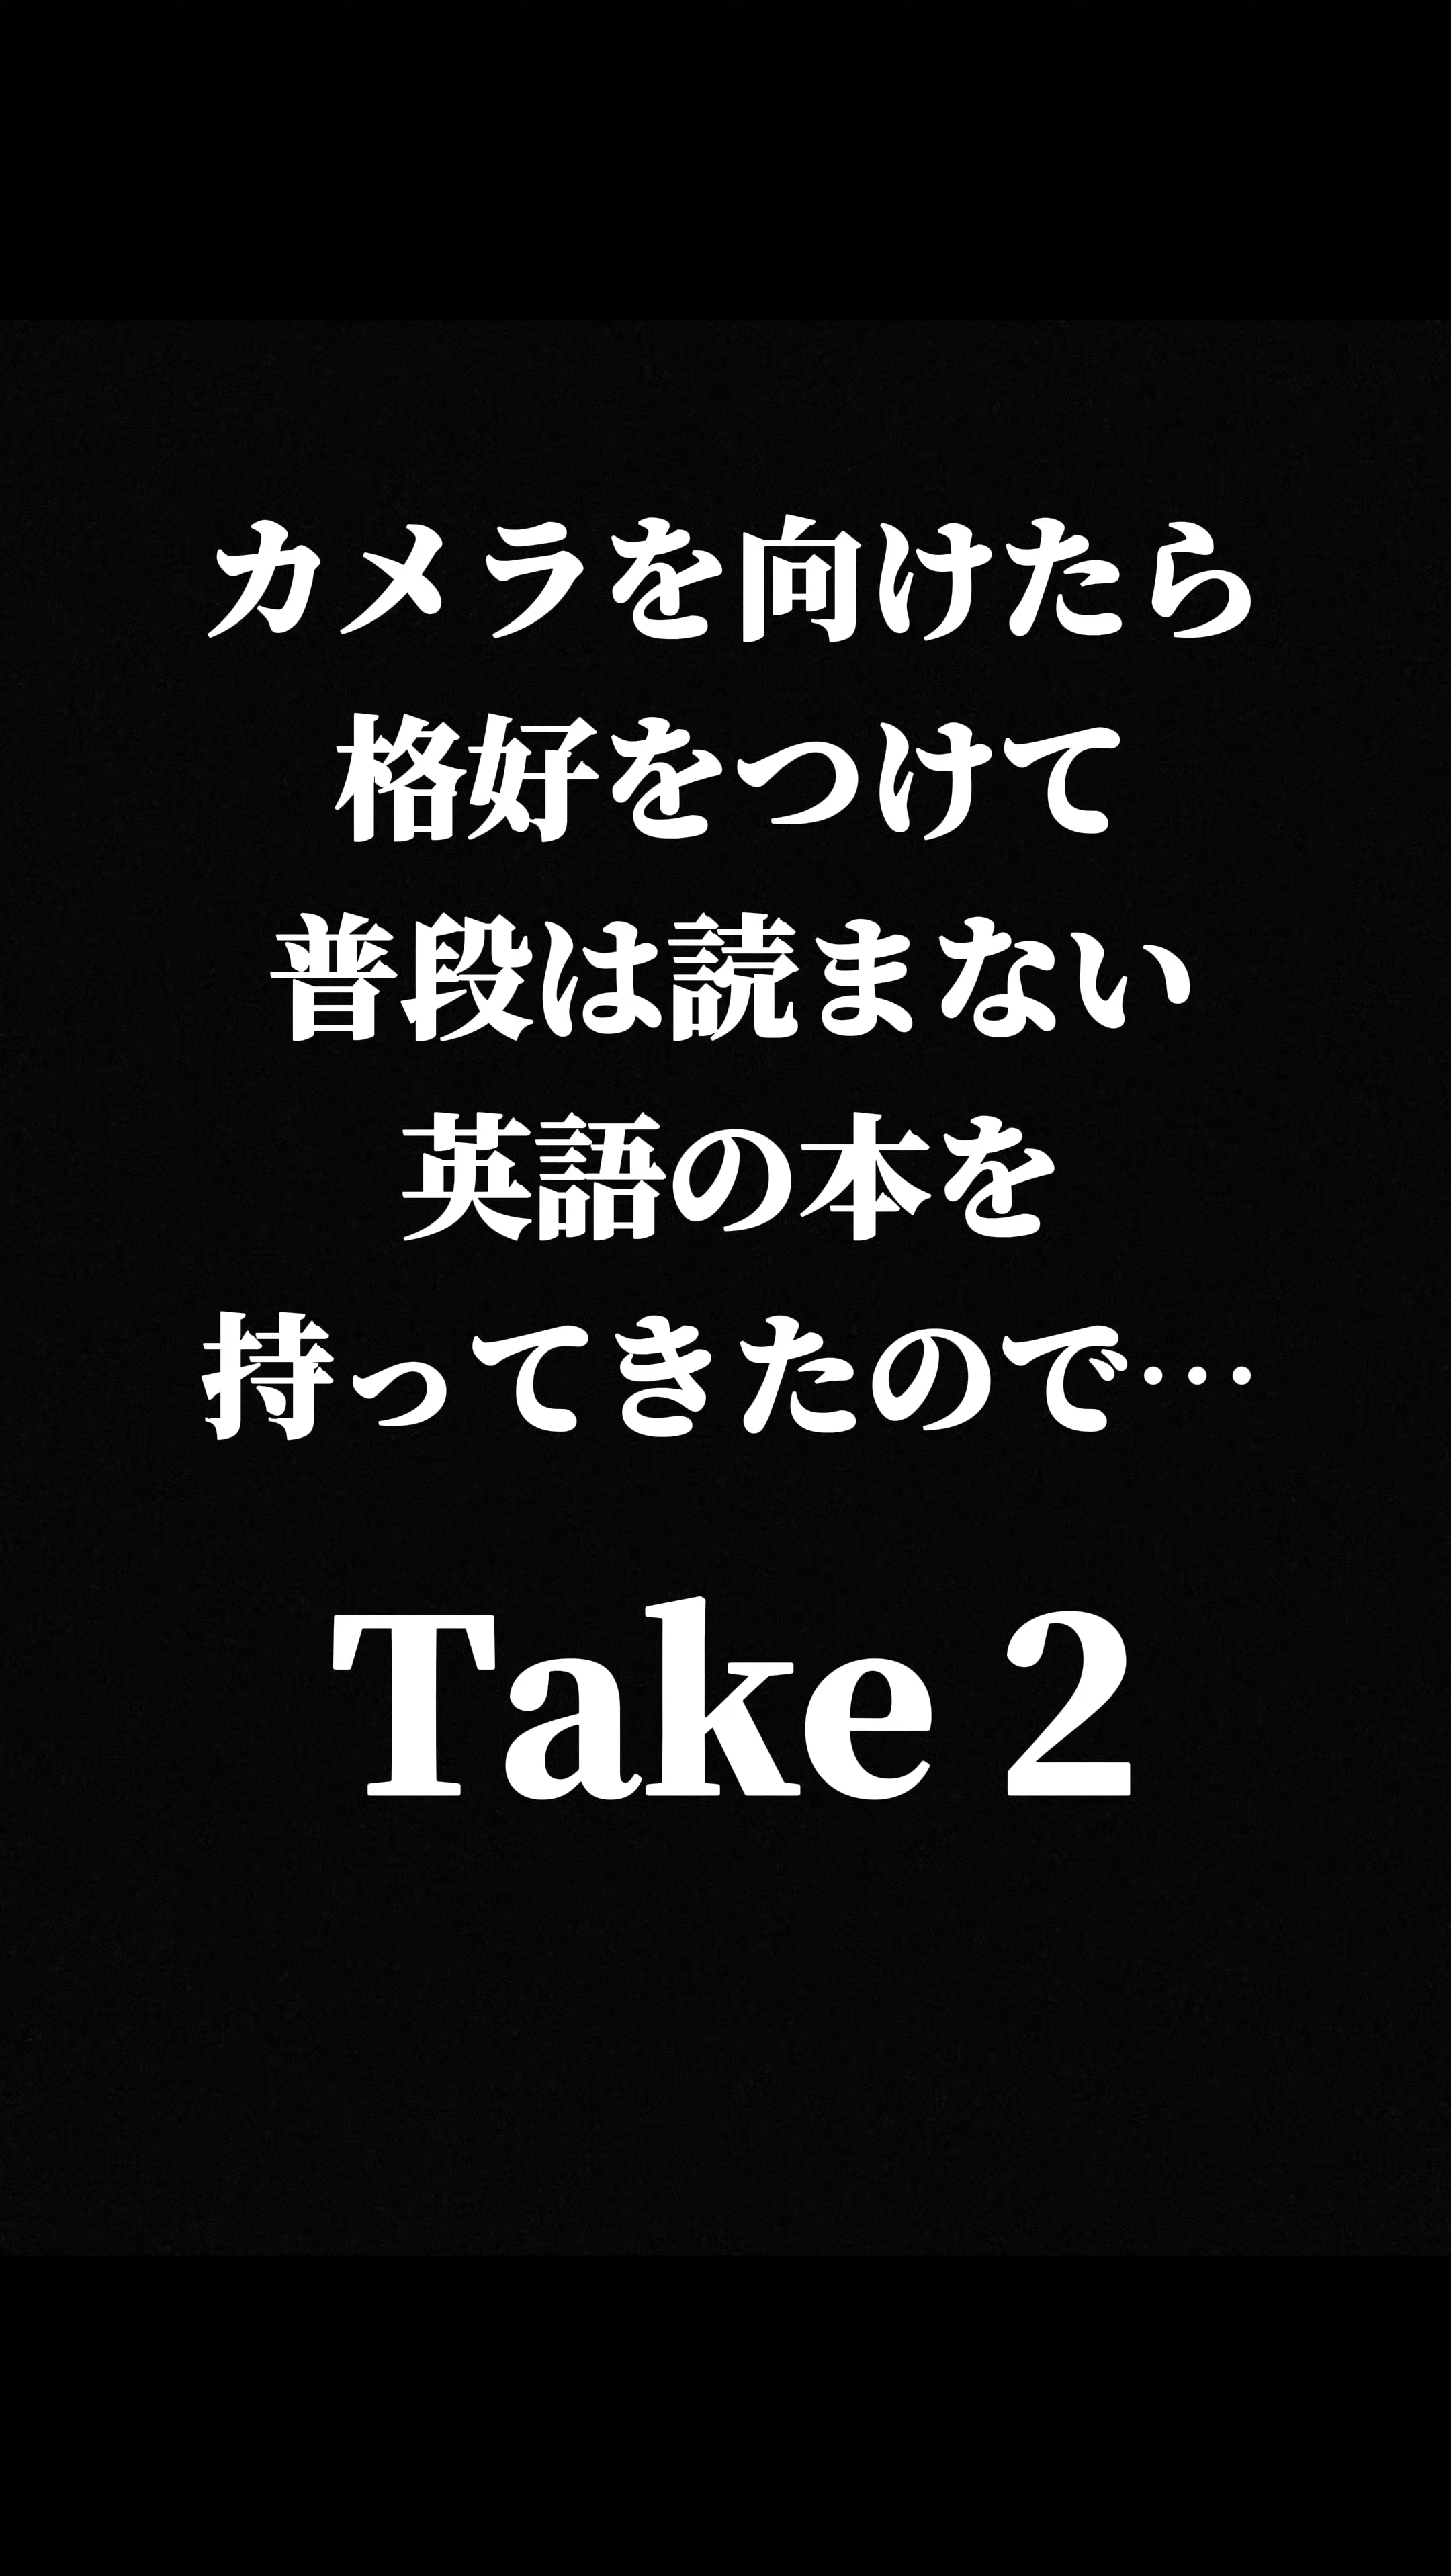 カメラを向けたら
格好をつけて
普段は読まない
英語の本を
持ってきたので…
Take 2